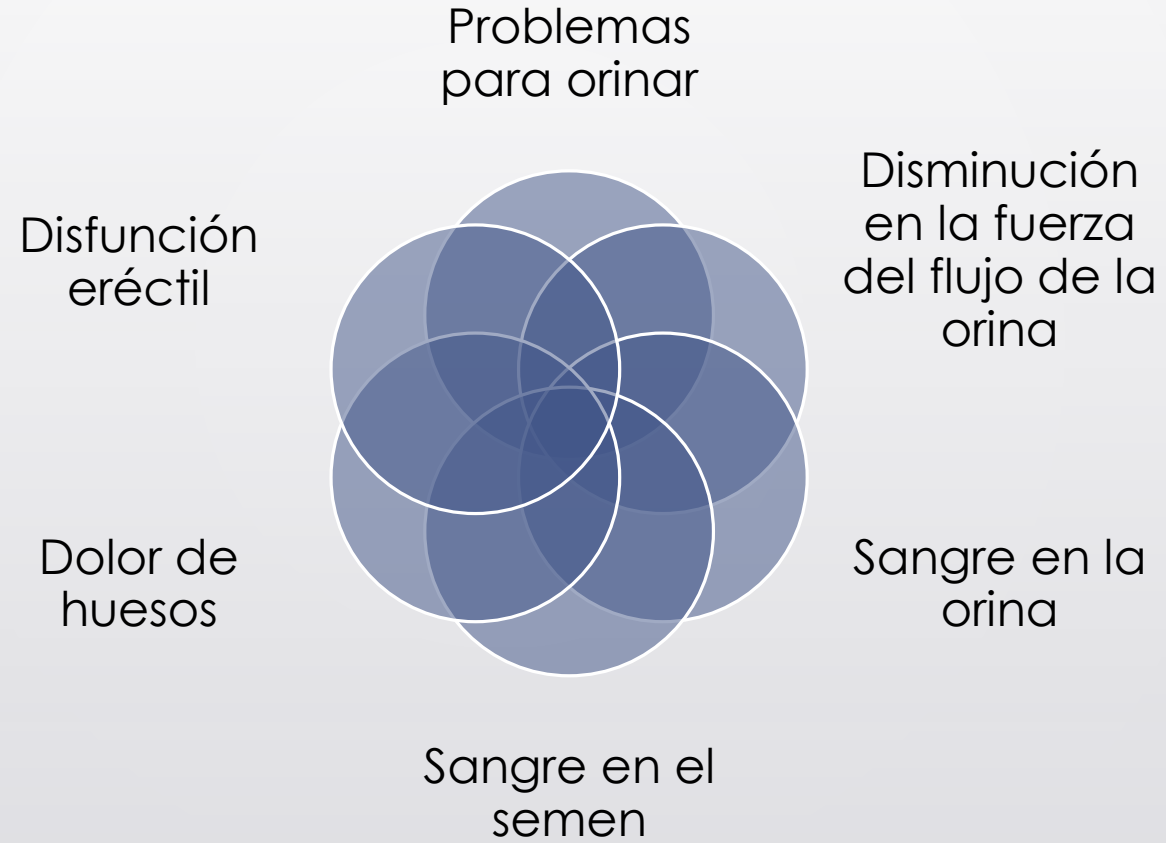 Problemas
para orinar
Disminución
en la fuerza
del flujo de la
orina
Sangre en la
orina
Sangre en el
semen
Dolor de
huesos
Disfunción
eréctil